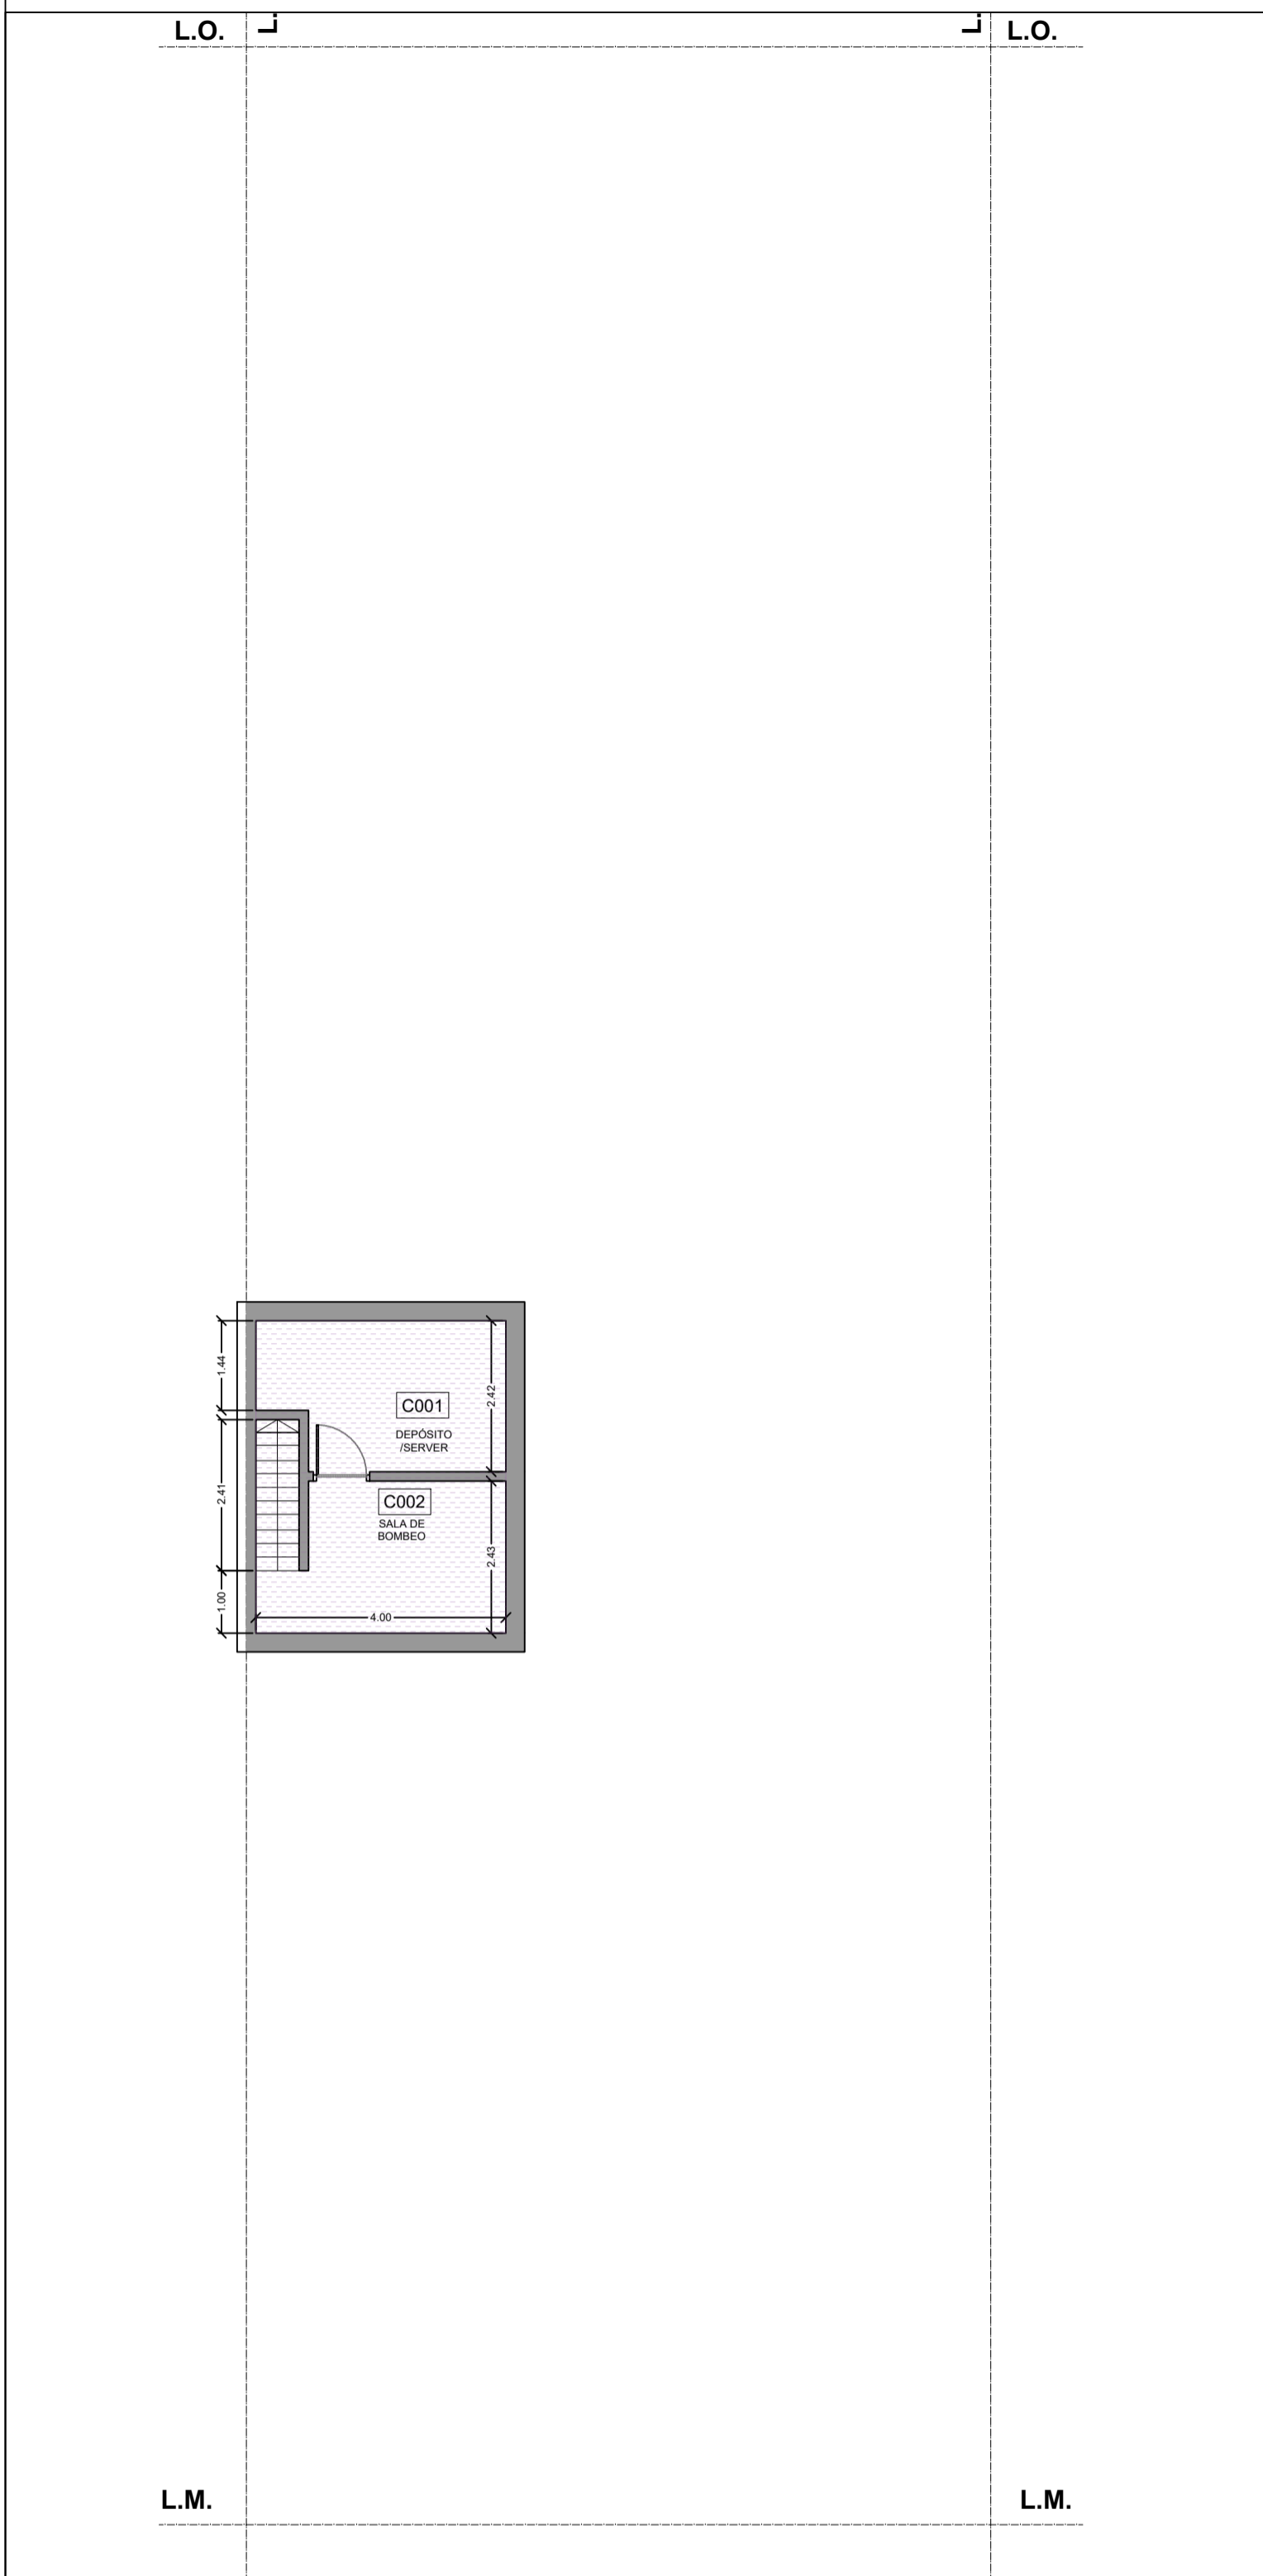 L.O.
L.
L.
L.O.
1.44
2.42
C001
DEPÓSITO
/SERVER
2.41
C002
SALA DE
BOMBEO
2.43
1.00
4.00
L.M.
L.M.